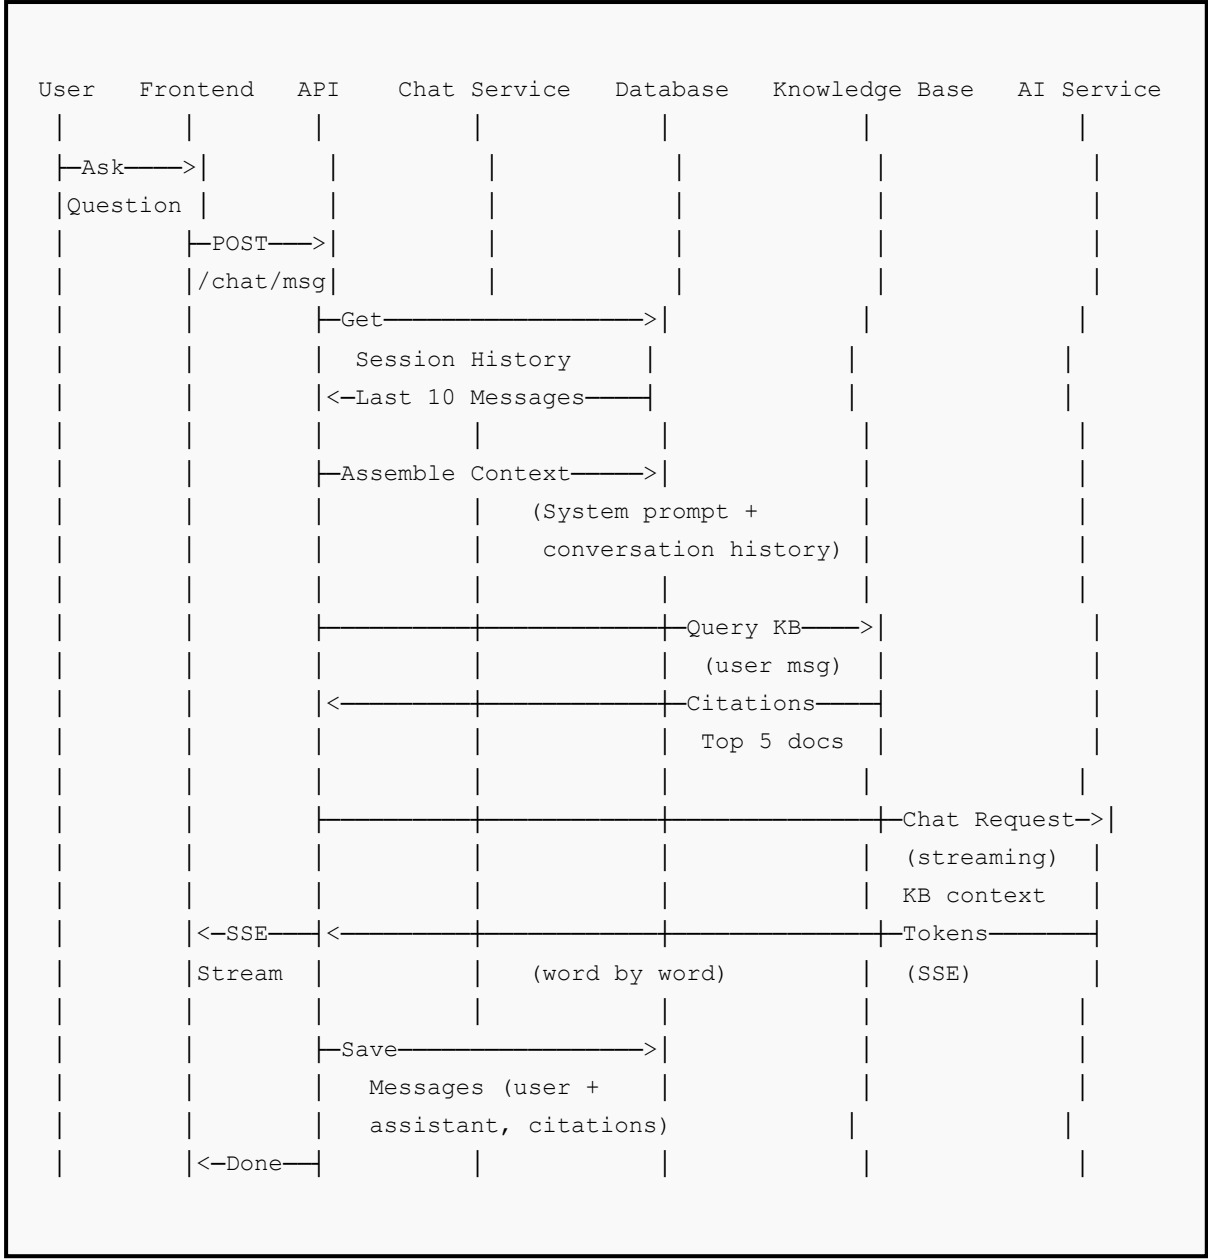 User Frontend API Chat Service Database Knowledge Base AI Service
Ask
Question
POST
/chat/msg
Get
Session History
Last 10 Messages
Assemble Context
(System prompt +
conversation history)
Query KB
(user msg)
Citations
Top 5 docs
Chat Request
(streaming)
KB context
SSE Tokens
Stream (word by word) (SSE)
Save
Messages (user +
assistant, citations)
Done